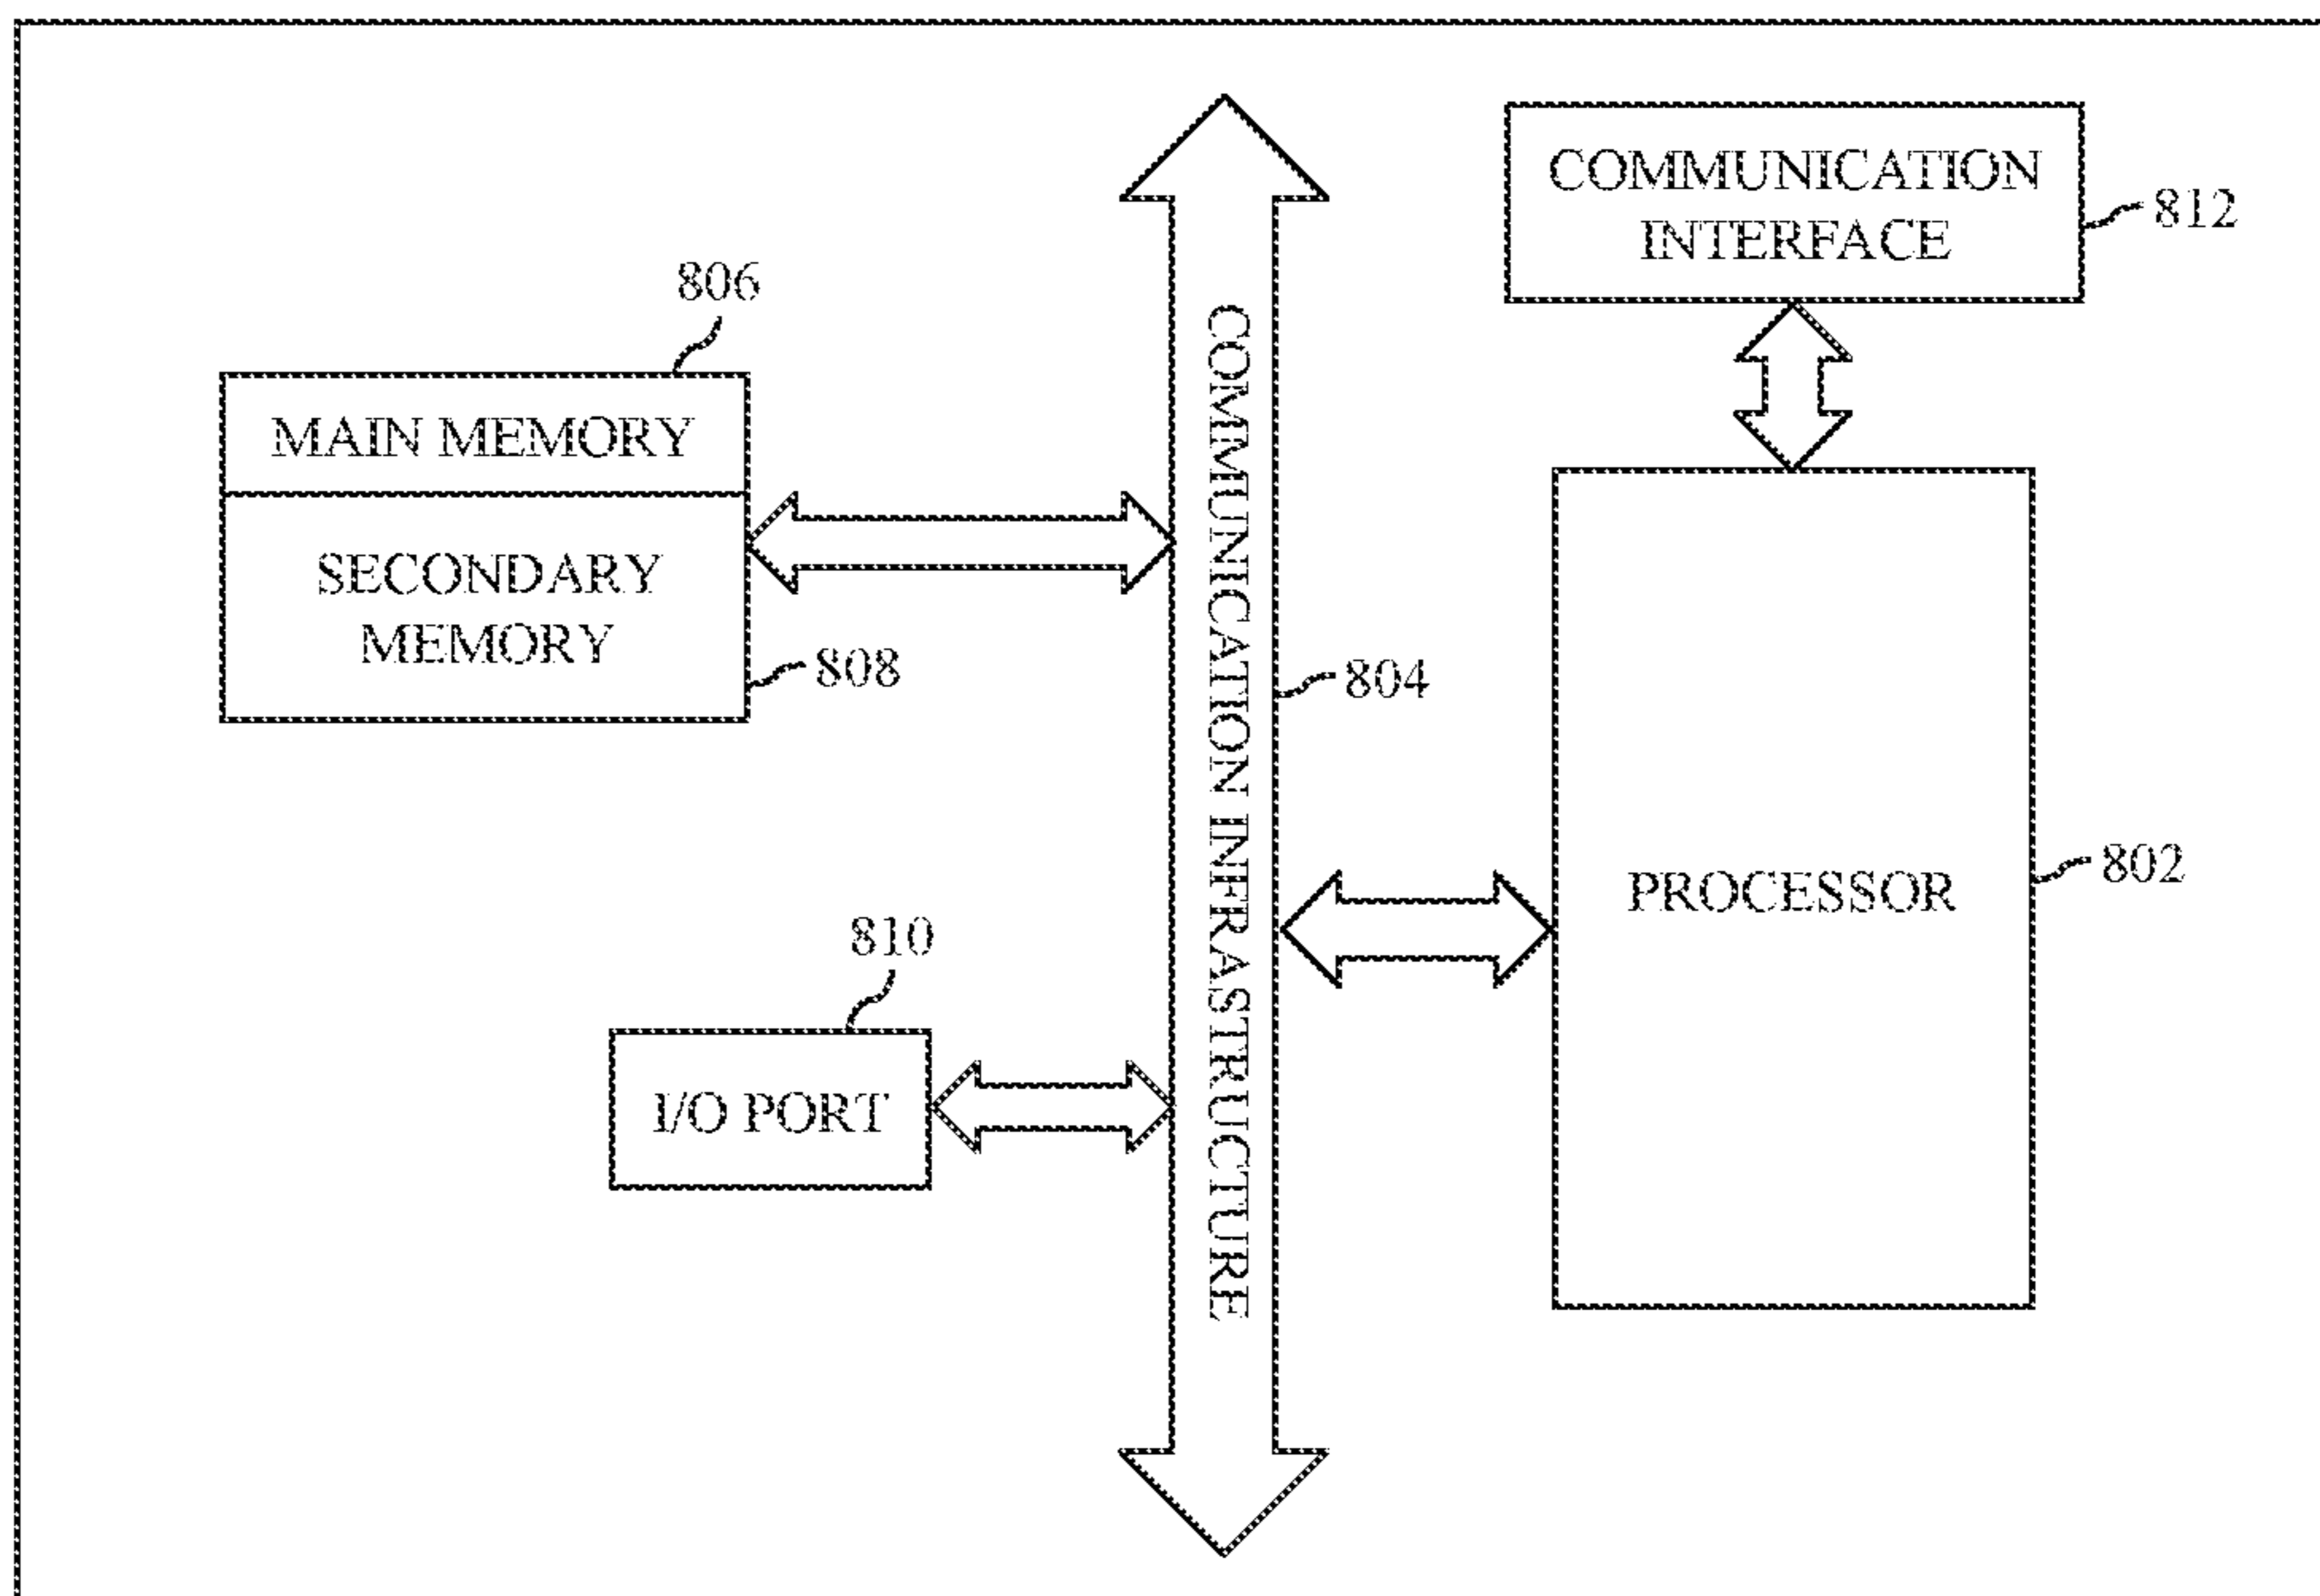 COMMUNICATION
INTERFACE
812
806
MAIN MEMORY
SECONDARY
MEMORY
808
COMMUNICATION INFRASTRUCTURE
804
PROCESSOR
802
810
I/O PORT